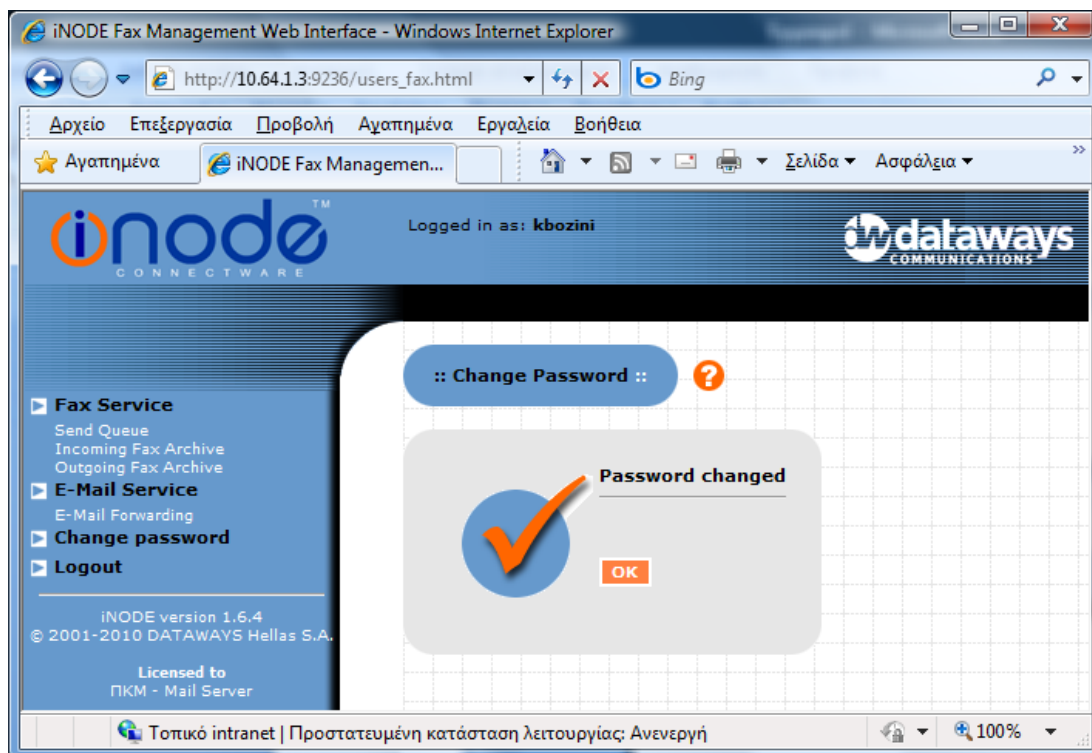 iNODE Fax Management Web Interface - Windows Internet Explorer
http://10.64.1.3:9236/users_fax.html
Bing
Αρχείο Επεξεργασία Προβολή Αγαπημένα Εργαλεία Βοήθεια
Αγαπημένα
iNODE Fax Managemen...
Σελίδα
Ασφάλεια
inode TM
CONNECTWARE
Logged in as: kbozini
dataways
COMMUNICATIONS
:: Change Password ::
?
Fax Service
Send Queue
Incoming Fax Archive
Outgoing Fax Archive
E-Mail Service
E-Mail Forwarding
Change password
Logout
iNODE version 1.6.4
© 2001-2010 DATAWAYS Hellas S.A.
Licensed to
ΠΚΜ - Mail Server
Password changed
OK
Τοπικό intranet | Προστατευμένη κατάσταση λειτουργίας: Ανενεργή
100%